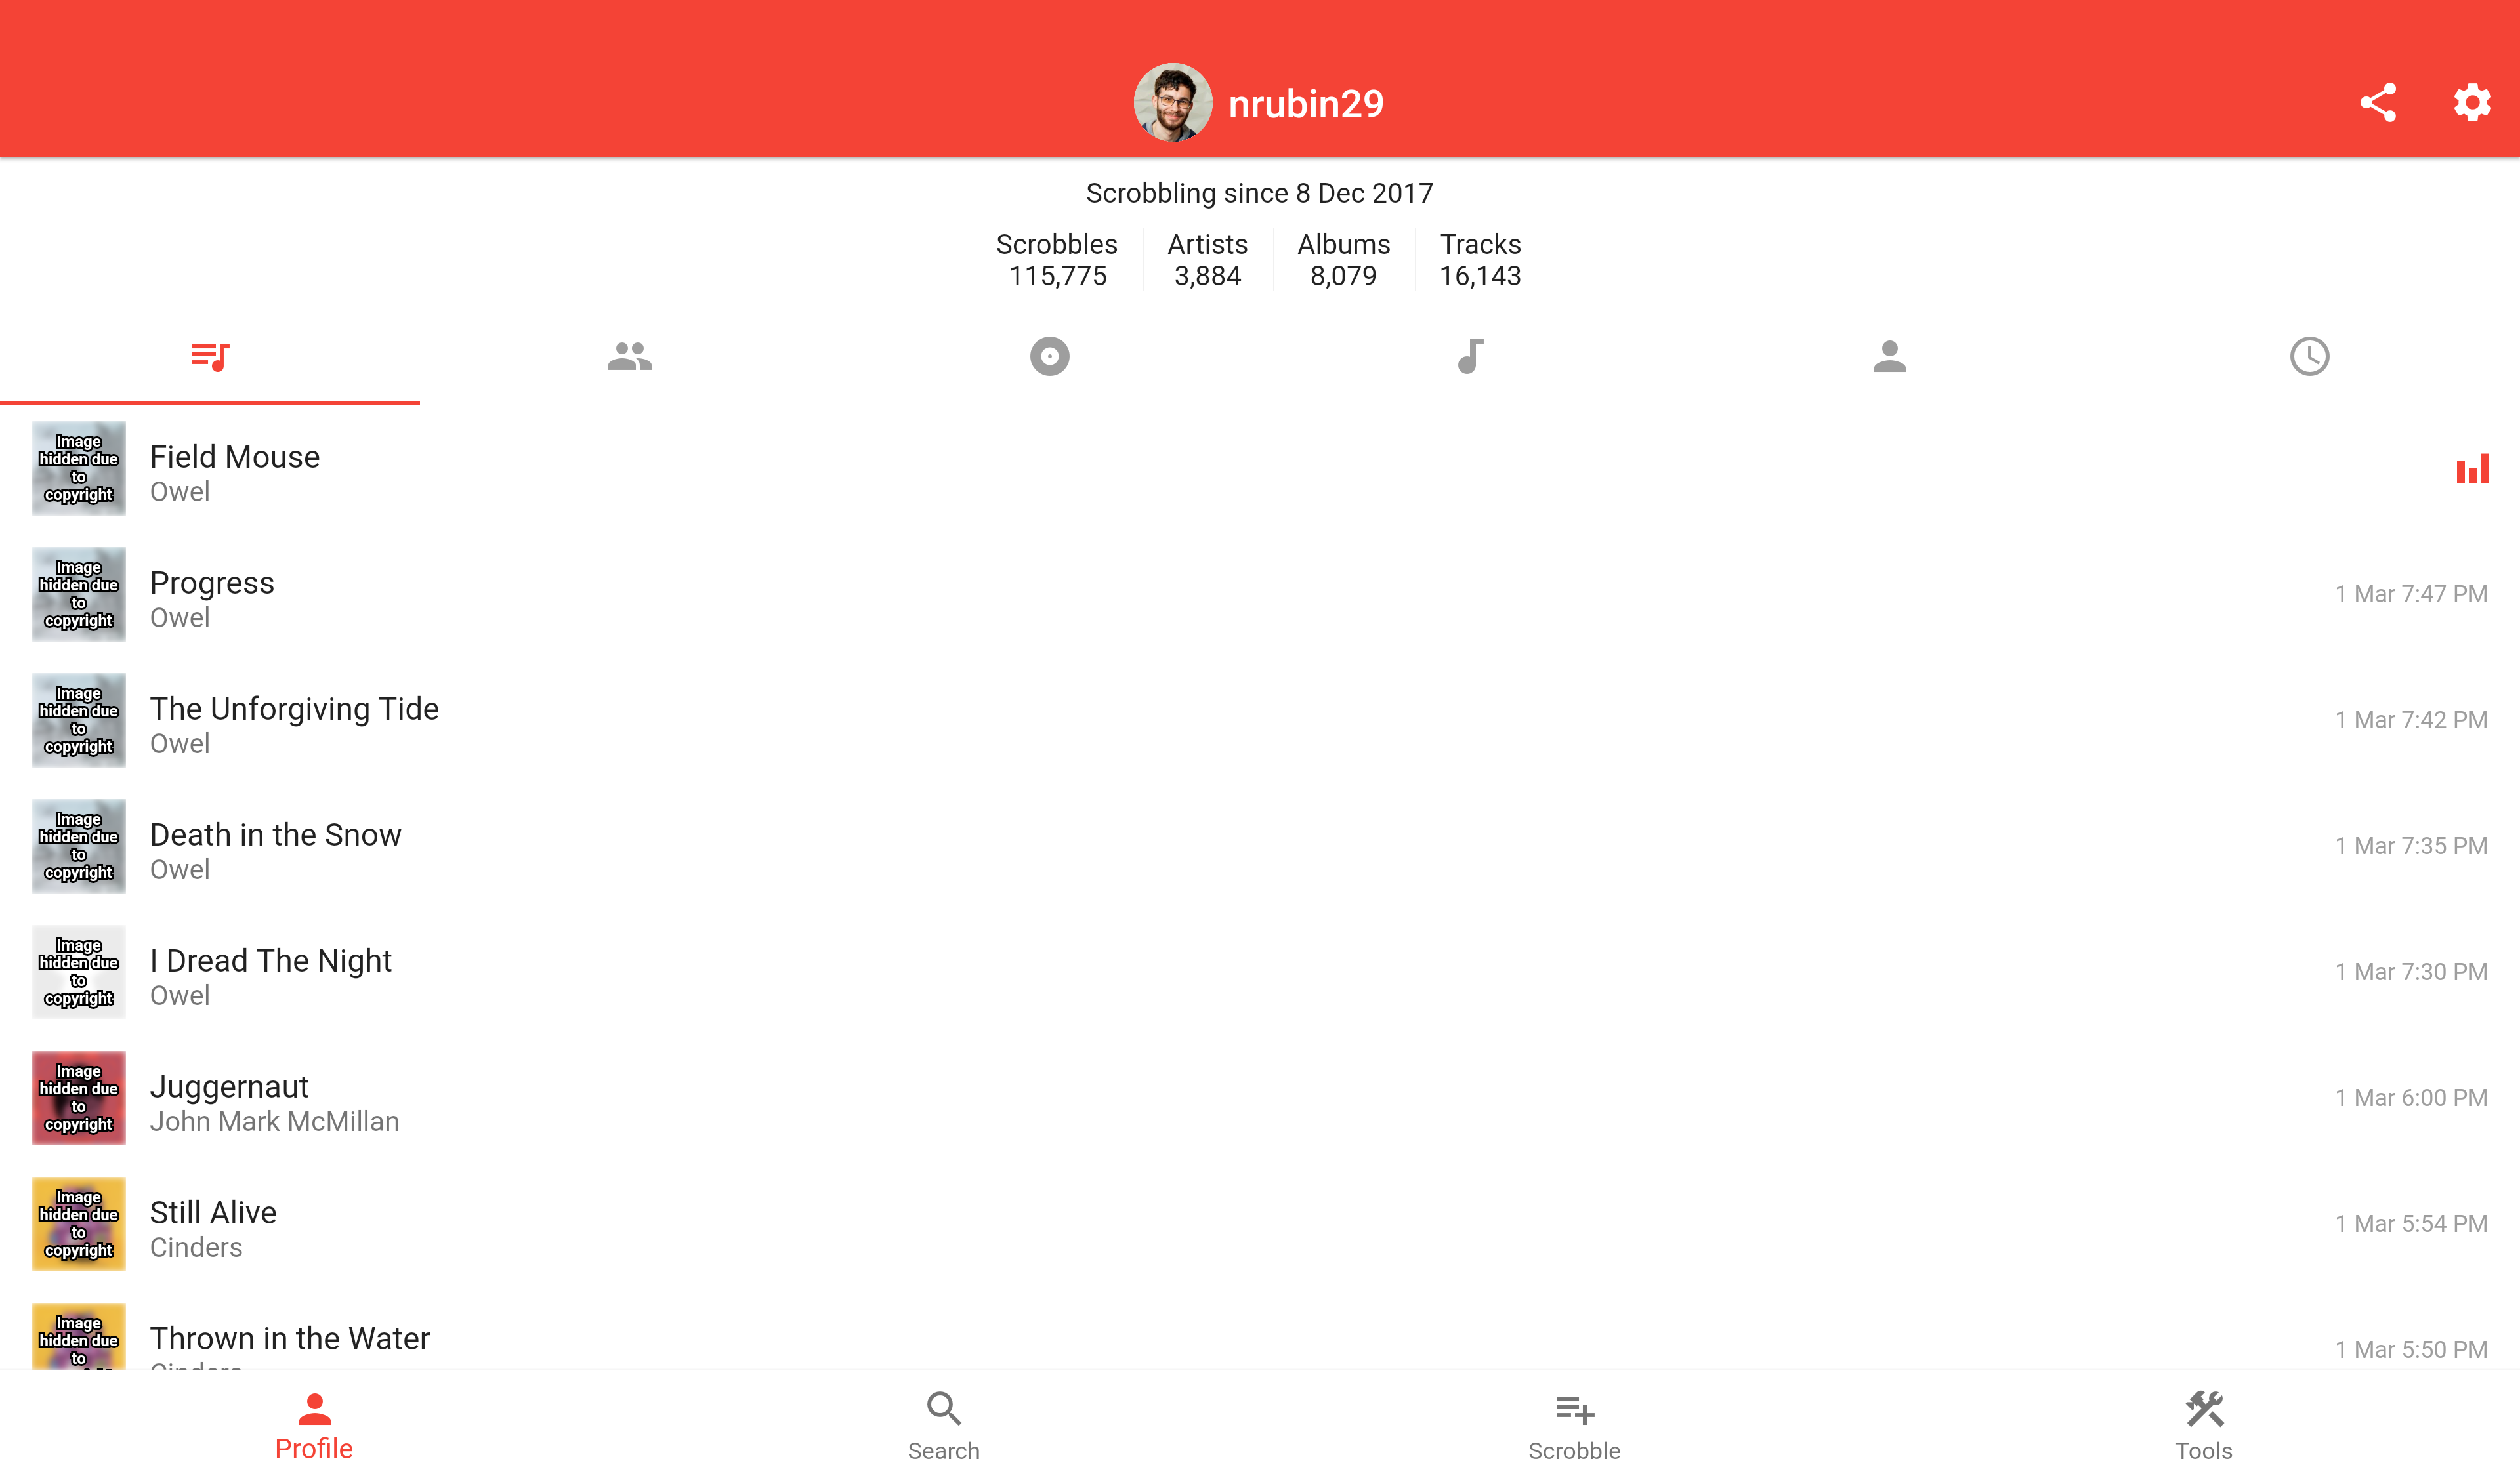 nrubin29
Scrobbling since 8 Dec 2017
Scrobbles Artists Albums Tracks
115,775 3,884 8,079 16,143
Image
hidden due
to
copyright
Field Mouse
Owel
Image
hidden due
to
copyright
Progress
Owel
1 Mar 7:47 PM
Image
hidden due
to
copyright
The Unforgiving Tide
Owel
1 Mar 7:42 PM
Image
hidden due
to
copyright
Death in the Snow
Owel
1 Mar 7:35 PM
Image
hidden due
to
copyright
I Dread The Night
Owel
1 Mar 7:30 PM
Image
hidden due
to
copyright
Juggernaut
John Mark McMillan
1 Mar 6:00 PM
Image
hidden due
to
copyright
Still Alive
Cinders
1 Mar 5:54 PM
Image
hidden due
to
Thrown in the Water
Cinders
1 Mar 5:50 PM
Profile
Search
Scrobble
Tools